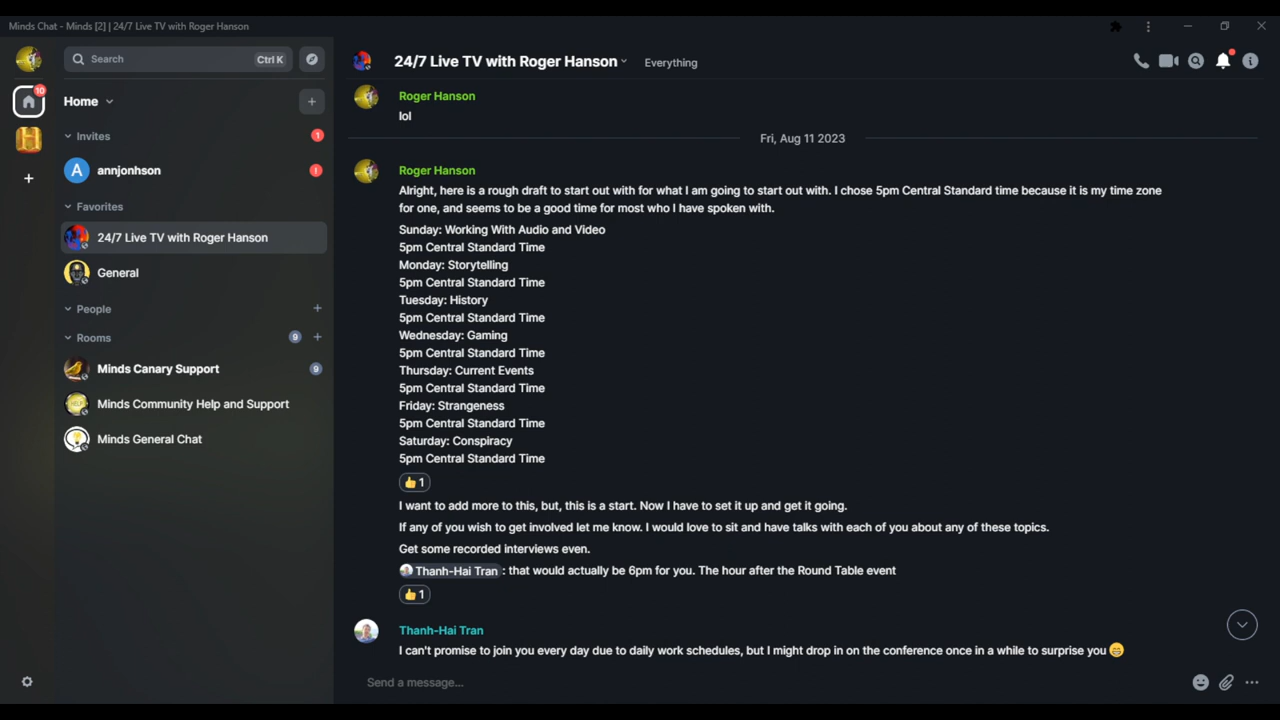 Minds Chat - Minds [2] | 24/7 Live TV with Roger Hanson
Search
Ctrl K
10
Home
Invites
1
A
annjonhson
!
Favorites
24/7 Live TV with Roger Hanson
General
People
Rooms
9
Minds Canary Support
9
Minds Community Help and Support
Minds General Chat
24/7 Live TV with Roger Hanson
Everything
Roger Hanson
lol
Fri, Aug 11 2023
Roger Hanson
Alright, here is a rough draft to start out with for what I am going to start out with. I chose 5pm Central Standard time because it is my time zone
for one, and seems to be a good time for most who I have spoken with.
Sunday: Working With Audio and Video
5pm Central Standard Time
Monday: Storytelling
5pm Central Standard Time
Tuesday: History
5pm Central Standard Time
Wednesday: Gaming
5pm Central Standard Time
Thursday: Current Events
5pm Central Standard Time
Friday: Strangeness
5pm Central Standard Time
Saturday: Conspiracy
5pm Central Standard Time
👍 1
I want to add more to this, but, this is a start. Now I have to set it up and get it going.
If any of you wish to get involved let me know. I would love to sit and have talks with each of you about any of these topics.
Get some recorded interviews even.
Thanh-Hai Tran : that would actually be 6pm for you. The hour after the Round Table event
👍 1
Thanh-Hai Tran
I can't promise to join you every day due to daily work schedules, but I might drop in on the conference once in a while to surprise you 😁
Send a message...